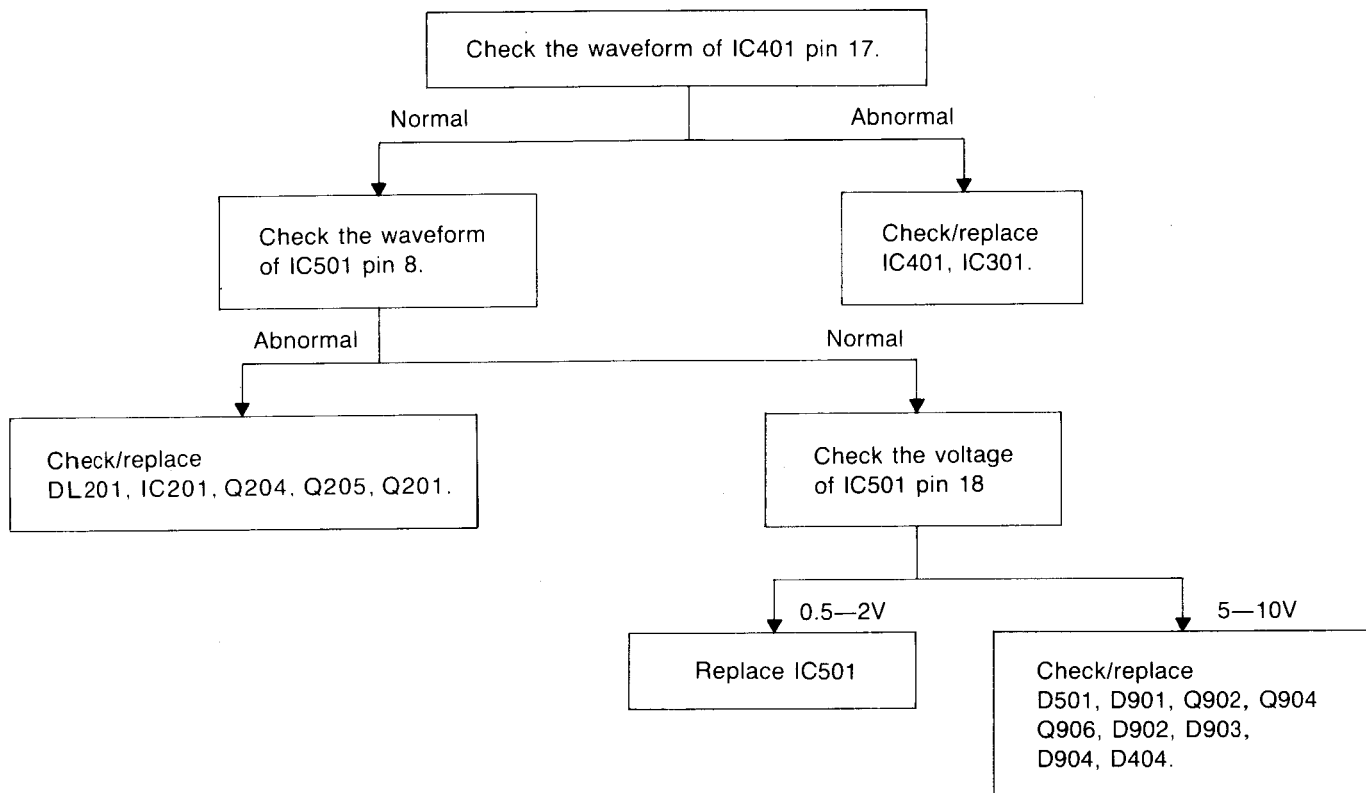 Check the waveform of IC401 pin 17.
Normal
Abnormal
Check the waveform
of IC501 pin 8.
Check/replace
IC401, IC301.
Abnormal
Normal
Check/replace
DL201, IC201, Q204, Q205, Q201.
Check the voltage
of IC501 pin 18
0.5—2V
5—10V
Replace IC501
Check/replace
D501, D901, Q902, Q904
Q906, D902, D903,
D904, D404.